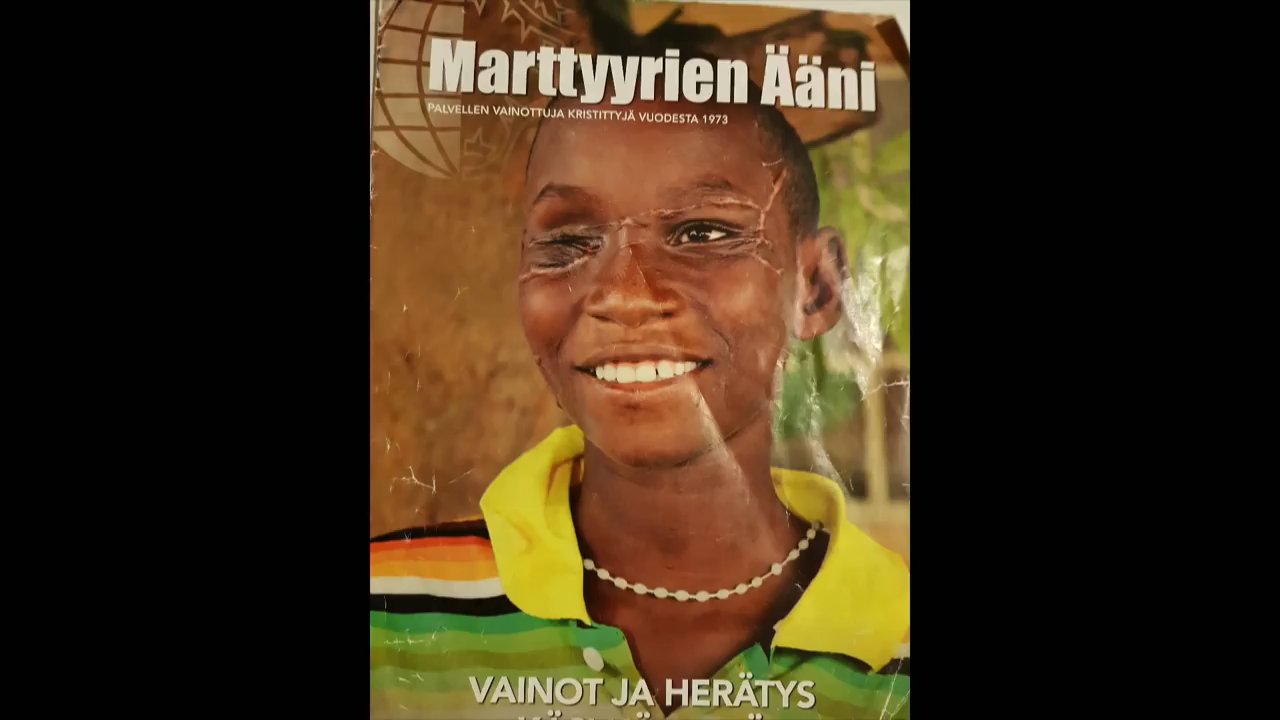 Marttyyrien Ääni
PALVELLEN VAINOTTUJA KRISTITTYJÄ VUODESTA 1973
VAINOT JA HERÄTYS